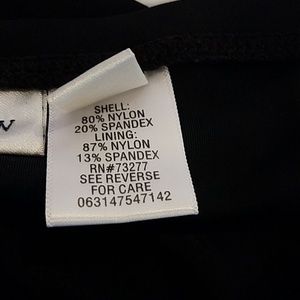 SHELL:
80% NYLON
20% SPANDEX
LINING:
87% NYLON
13% SPANDEX
RN#73277
SEE REVERSE
FOR CARE
063147547142